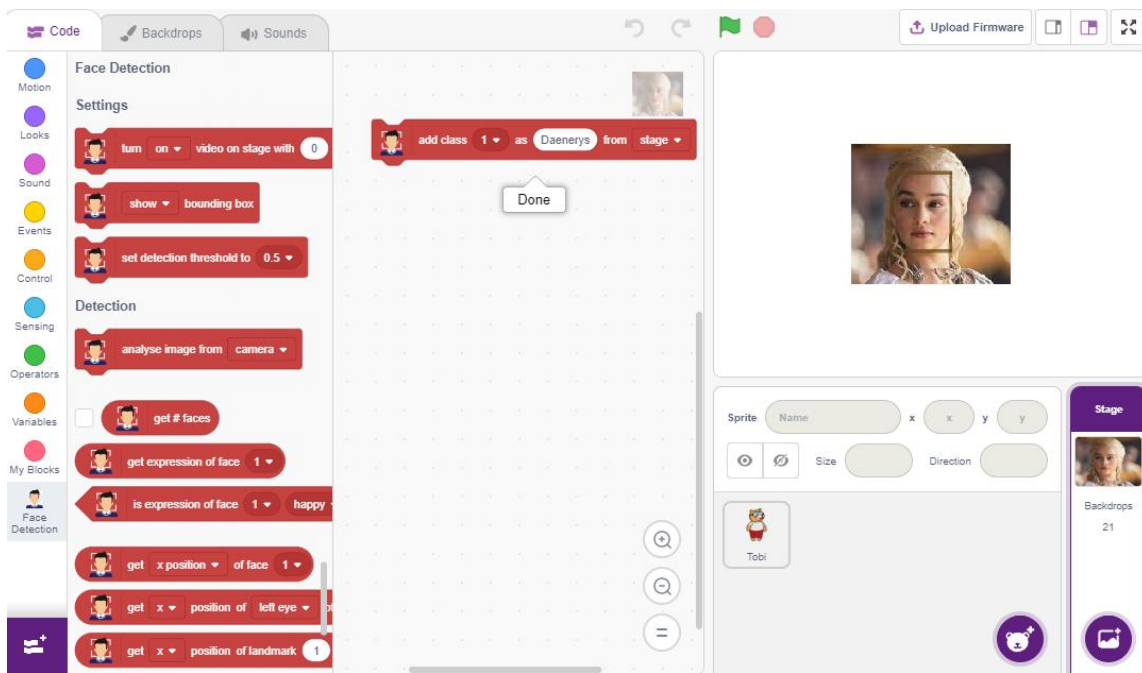 Code
Backdrops
Sounds
Upload Firmware
Motion
Looks
Sound
Events
Control
Sensing
Operators
Variables
My Blocks
Face
Detection
Face Detection
Settings
turn on video on stage with 0
show bounding box
set detection threshold to 0.5
Detection
analyse image from camera
get # faces
get expression of face 1
is expression of face 1 happy
get x position of face 1
get x position of left eye
get x position of landmark 1
add class 1 as Daenerys from stage
Done
Sprite Name x x y y
Size Direction
Tobi
Stage
Backdrops
21